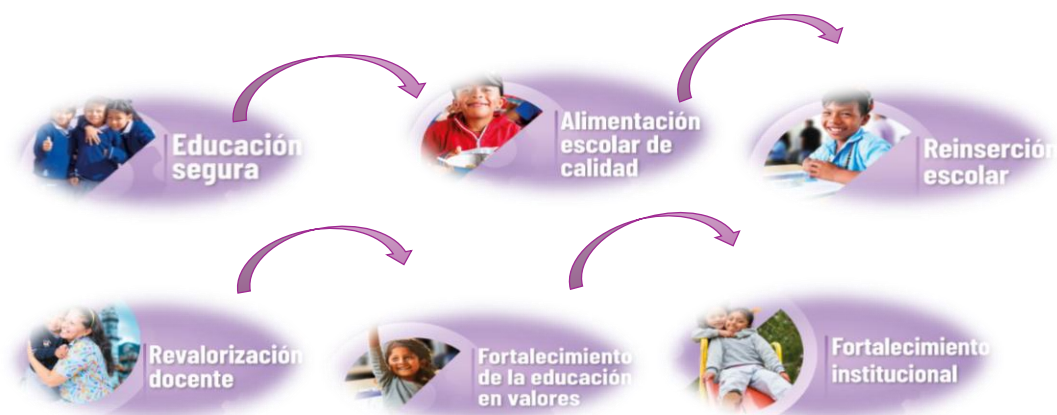 Educación
segura
Alimentación
escolar de
calidad
Reinserción
escolar
Revalorización
docente
Fortalecimiento
de la educación
en valores
Fortalecimiento
institucional